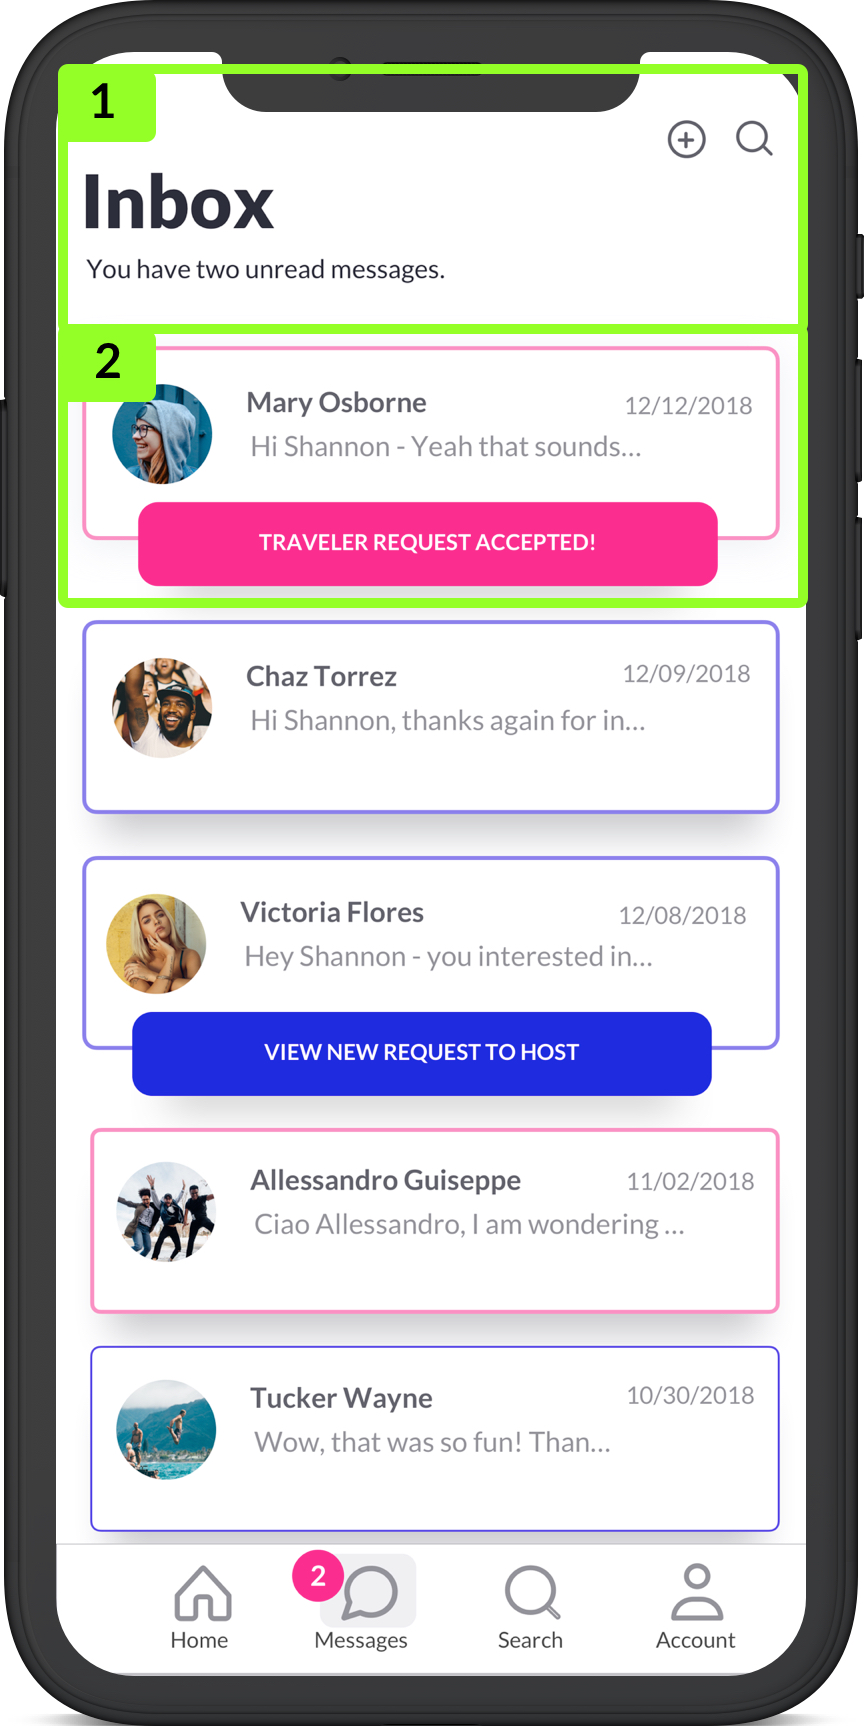 1
Inbox
You have two unread messages.
2
Mary Osborne
12/12/2018
Hi Shannon - Yeah that sounds...
TRAVELER REQUEST ACCEPTED!
Chaz Torrez
12/09/2018
Hi Shannon, thanks again for in...
Victoria Flores
12/08/2018
Hey Shannon - you interested in...
VIEW NEW REQUEST TO HOST
Allessandro Guiseppe
11/02/2018
Ciao Allessandro, I am wondering ...
Tucker Wayne
10/30/2018
Wow, that was so fun! Than...
2
Home
Messages
Search
Account